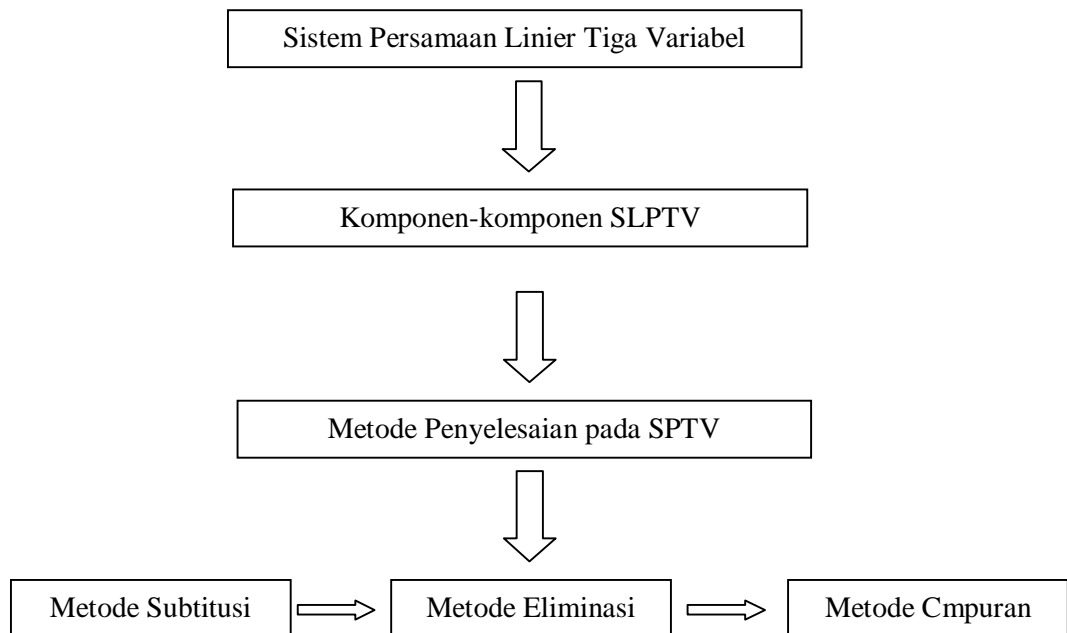 Sistem Persamaan Linier Tiga Variabel
Komponen-komponen SLPTV
Metode Penyelesaian pada SPTV
Metode Subtitusi
Metode Eliminasi
Metode Cmpuran